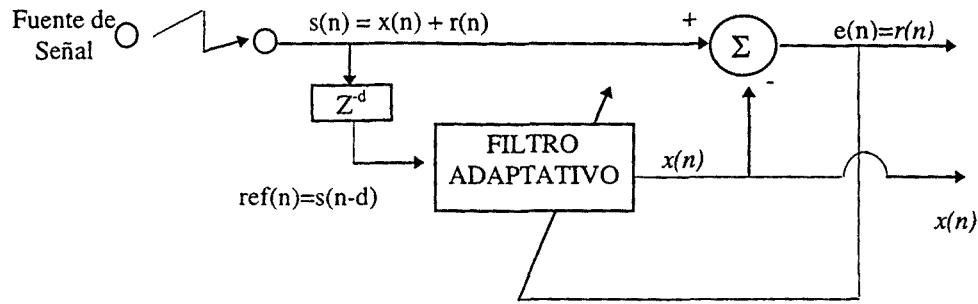 Fuente de
Señal
s(n) = x(n) + r(n)
+
Σ
e(n)=r(n)
-
Z^-d
FILTRO
ADAPTATIVO
x(n)
ref(n)=s(n-d)
x(n)